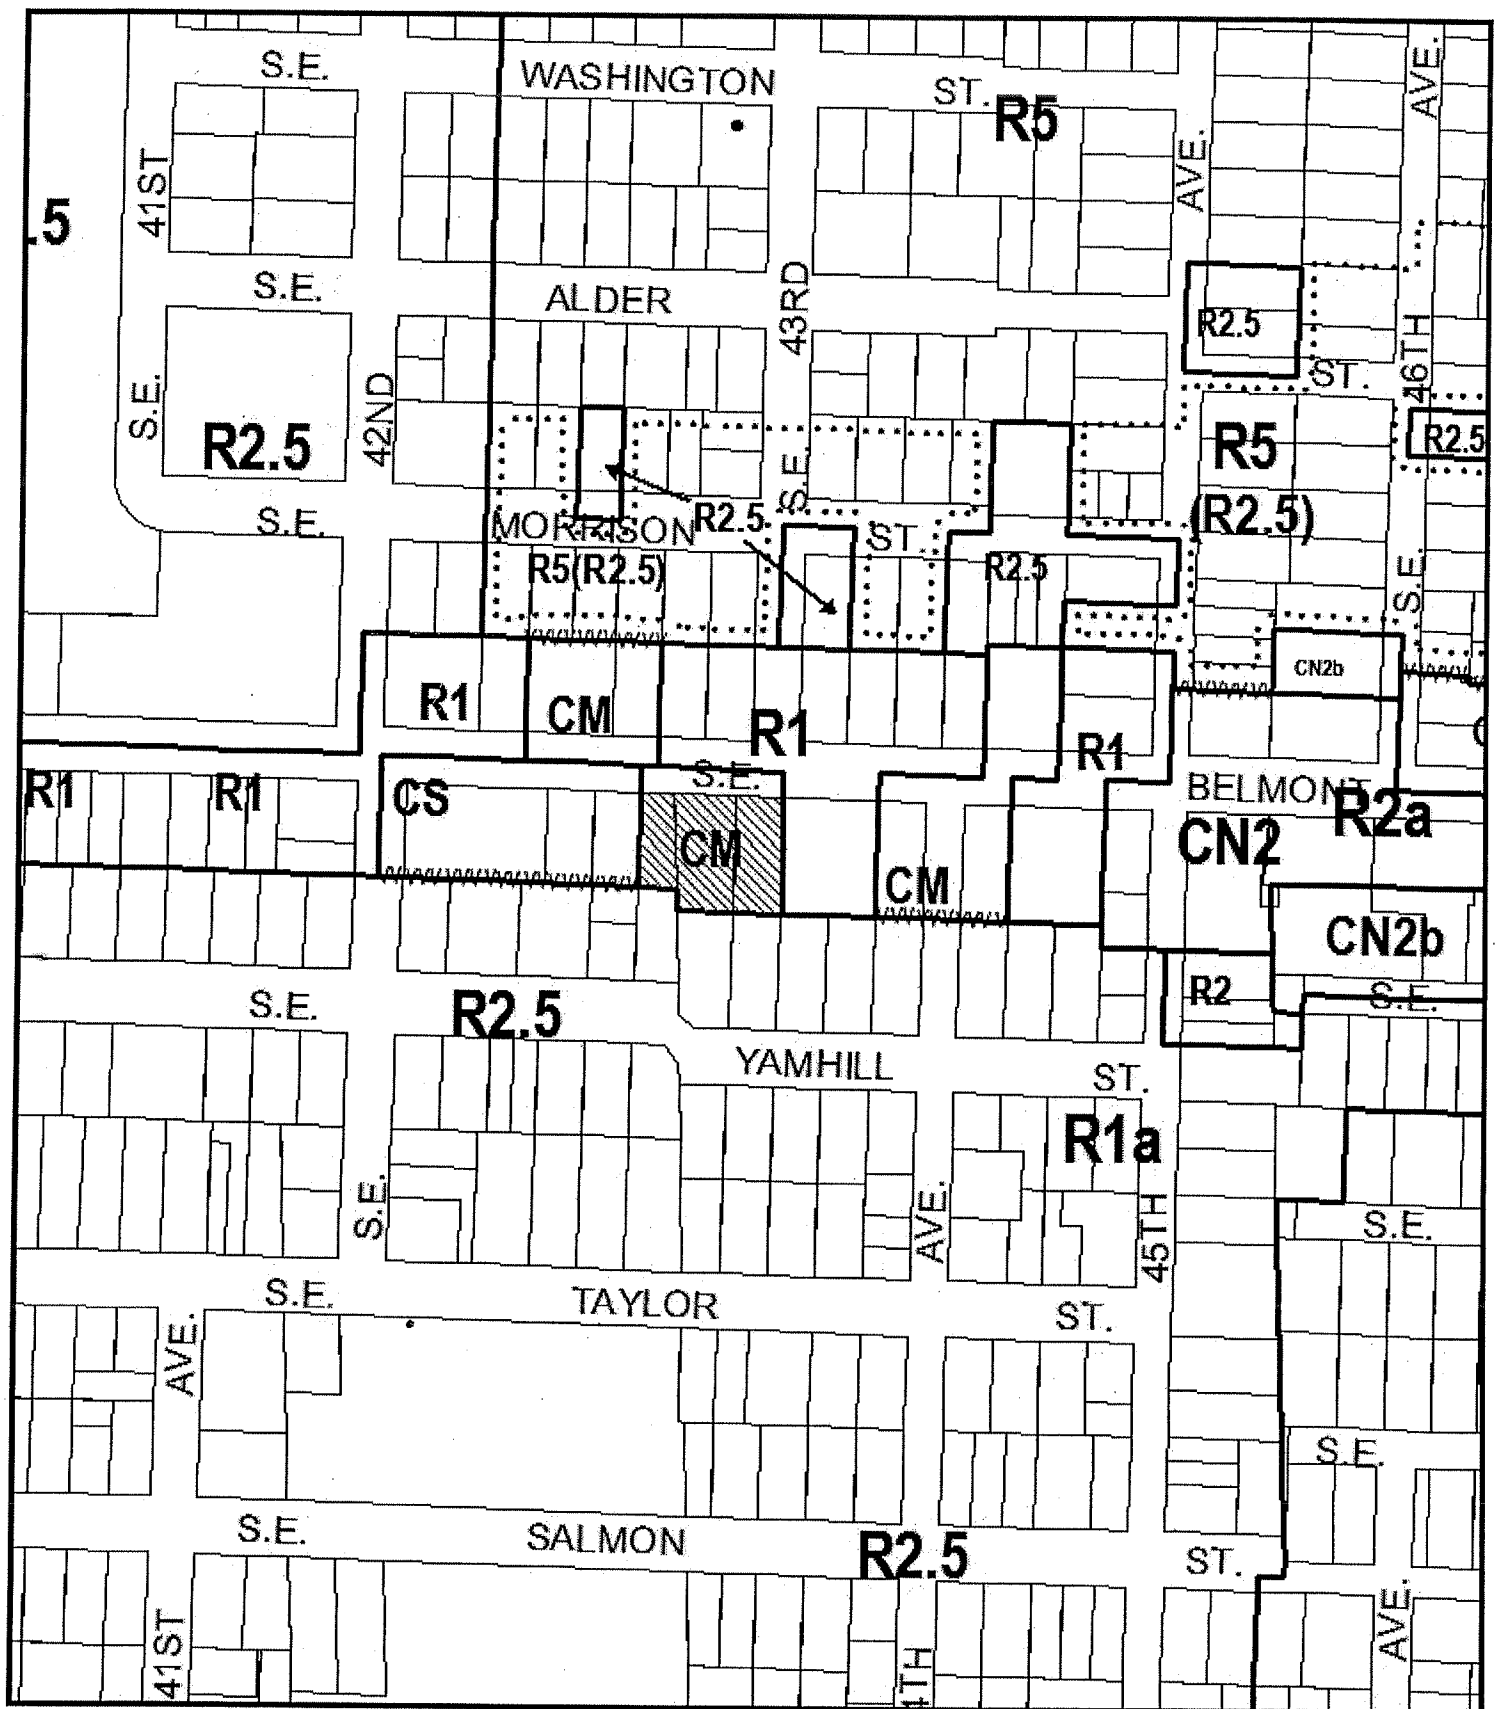 S.E.
WASHINGTON
ST.
R5
AVE.
41ST
AVE.
.5
S.E.
ALDER
43RD
R2.5
ST.
46TH
S.E.
42ND
R2.5
R5
R2.5
S.E.
S.E.
MORRISON
R2.5
ST.
(R2.5)
R5(R2.5)
R2.5
S.E.
CN2b
R1
CM
R1
R1
S.E.
R1
R1
CS
BELMONT
R2a
CM
CN2
CM
CN2b
S.E.
R2.5
R2
S.E.
YAMHILL
ST.
R1a
S.E.
AVE.
45TH
S.E.
S.E.
TAYLOR
ST.
AVE.
S.E.
S.E.
SALMON
R2.5
ST.
41ST
4TH
AVE.